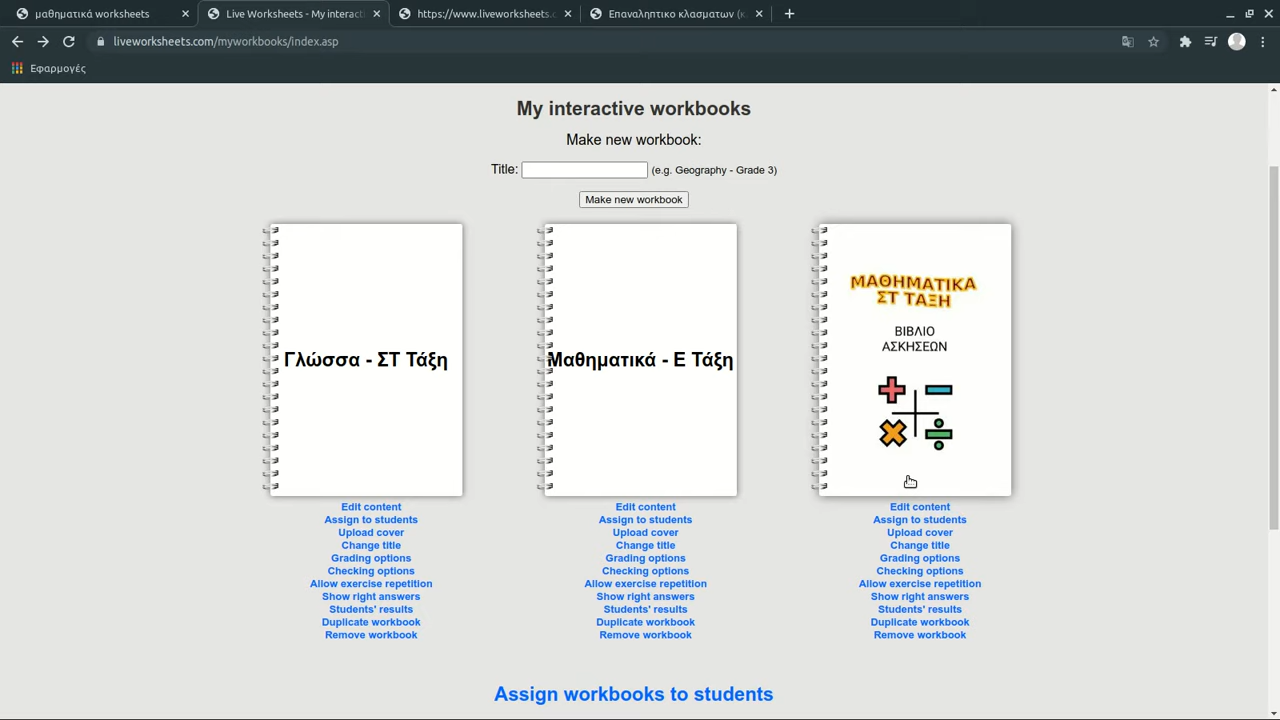 μαθηματικά worksheets
Live Worksheets - My interact
https://www.liveworksheets.c
Επαναληπτικο κλασματων (κ
liveworksheets.com/myworkbooks/index.asp
Εφαρμογές
My interactive workbooks
Make new workbook:
Title: (e.g. Geography - Grade 3)
Make new workbook
Γλώσσα - ΣΤ Τάξη
Μαθηματικά - Ε Τάξη
ΜΑΘΗΜΑΤΙΚΑ
ΣΤ ΤΑΞΗ
ΒΙΒΛΙΟ
ΑΣΚΗΣΕΩΝ
Edit content
Assign to students
Upload cover
Change title
Grading options
Checking options
Allow exercise repetition
Show right answers
Students' results
Duplicate workbook
Remove workbook
Edit content
Assign to students
Upload cover
Change title
Grading options
Checking options
Allow exercise repetition
Show right answers
Students' results
Duplicate workbook
Remove workbook
Edit content
Assign to students
Upload cover
Change title
Grading options
Checking options
Allow exercise repetition
Show right answers
Students' results
Duplicate workbook
Remove workbook
Assign workbooks to students